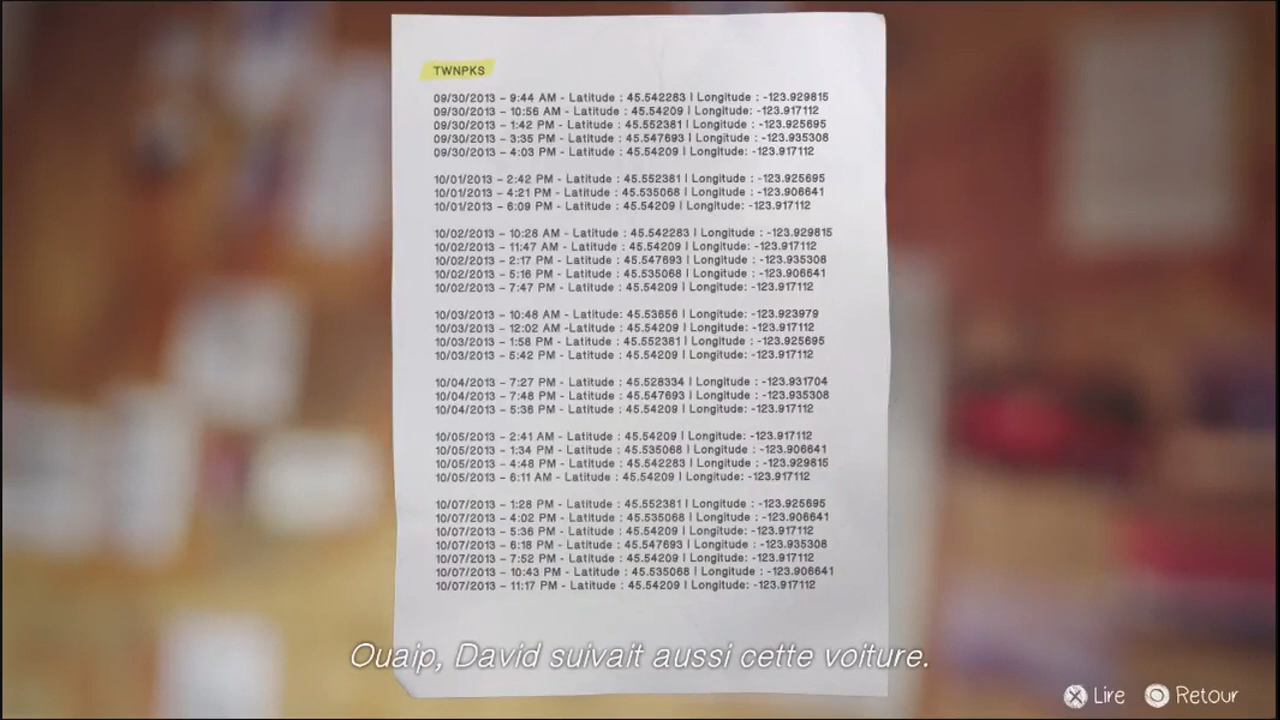 TWNPKS
09/30/2013 – 9:44 AM - Latitude : 45.542283 | Longitude : -123.929815
09/30/2013 – 10:56 AM - Latitude : 45.54209 | Longitude: -123.917112
09/30/2013 – 1:42 PM - Latitude : 45.552381 | Longitude : -123.925695
09/30/2013 – 3:35 PM - Latitude : 45.547693 | Longitude : -123.935308
09/30/2013 – 4:03 PM - Latitude : 45.54209 | Longitude: -123.917112
10/01/2013 – 2:42 PM - Latitude : 45.552381 | Longitude : -123.925695
10/01/2013 – 4:21 PM - Latitude : 45.535068 | Longitude : -123.906641
10/01/2013 – 6:09 PM - Latitude : 45.54209 | Longitude: -123.917112
10/02/2013 – 10:28 AM - Latitude : 45.542283 | Longitude : -123.929815
10/02/2013 – 11:47 AM - Latitude : 45.54209 | Longitude: -123.917112
10/02/2013 – 2:17 PM - Latitude : 45.547693 | Longitude : -123.935308
10/02/2013 – 5:16 PM - Latitude : 45.535068 | Longitude : -123.906641
10/02/2013 – 7:47 PM - Latitude : 45.54209 | Longitude: -123.917112
10/03/2013 – 10:48 AM - Latitude: 45.53656 | Longitude: -123.923979
10/03/2013 – 12:02 AM -Latitude : 45.54209 | Longitude: -123.917112
10/03/2013 – 1:58 PM - Latitude : 45.552381 | Longitude : -123.925695
10/03/2013 – 5:42 PM - Latitude : 45.54209 | Longitude: -123.917112
10/04/2013 – 7:27 PM - Latitude : 45.528334 | Longitude : -123.931704
10/04/2013 – 7:48 PM - Latitude : 45.547693 | Longitude : -123.935308
10/04/2013 – 5:36 PM - Latitude : 45.54209 | Longitude: -123.917112
10/05/2013 – 2:41 AM - Latitude : 45.54209 | Longitude: -123.917112
10/05/2013 – 1:34 PM - Latitude : 45.535068 | Longitude : -123.906641
10/05/2013 – 4:48 PM - Latitude : 45.542283 | Longitude : -123.929815
10/05/2013 – 6:11 AM - Latitude : 45.54209 | Longitude: -123.917112
10/07/2013 – 1:28 PM - Latitude : 45.552381 | Longitude : -123.925695
10/07/2013 – 4:02 PM - Latitude : 45.535068 | Longitude : -123.906641
10/07/2013 – 5:36 PM - Latitude : 45.54209 | Longitude: -123.917112
10/07/2013 – 6:18 PM - Latitude : 45.547693 | Longitude : -123.935308
10/07/2013 – 7:52 PM - Latitude : 45.54209 | Longitude: -123.917112
10/07/2013 – 10:43 PM - Latitude : 45.535068 | Longitude : -123.906641
10/07/2013 – 11:17 PM - Latitude : 45.54209 | Longitude: -123.917112
Ouaip, David suivait aussi cette voiture.
Lire Retour